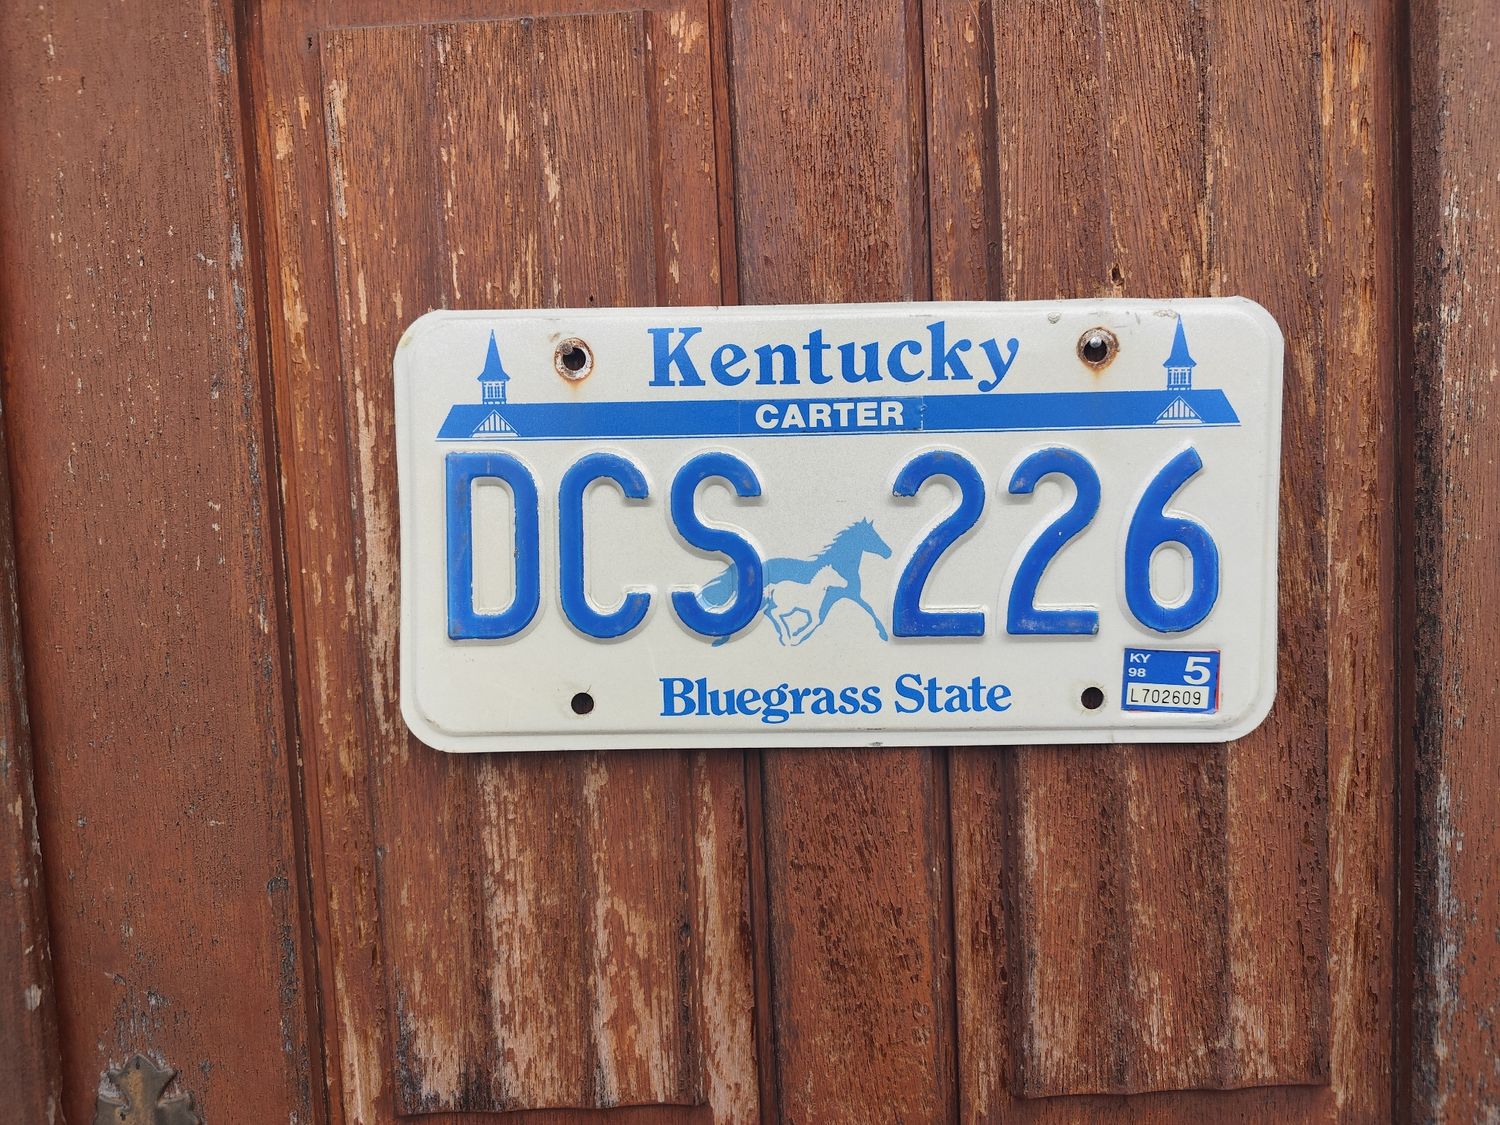 Kentucky
CARTER
DCS 226
Bluegrass State
KY 5
98
L702609